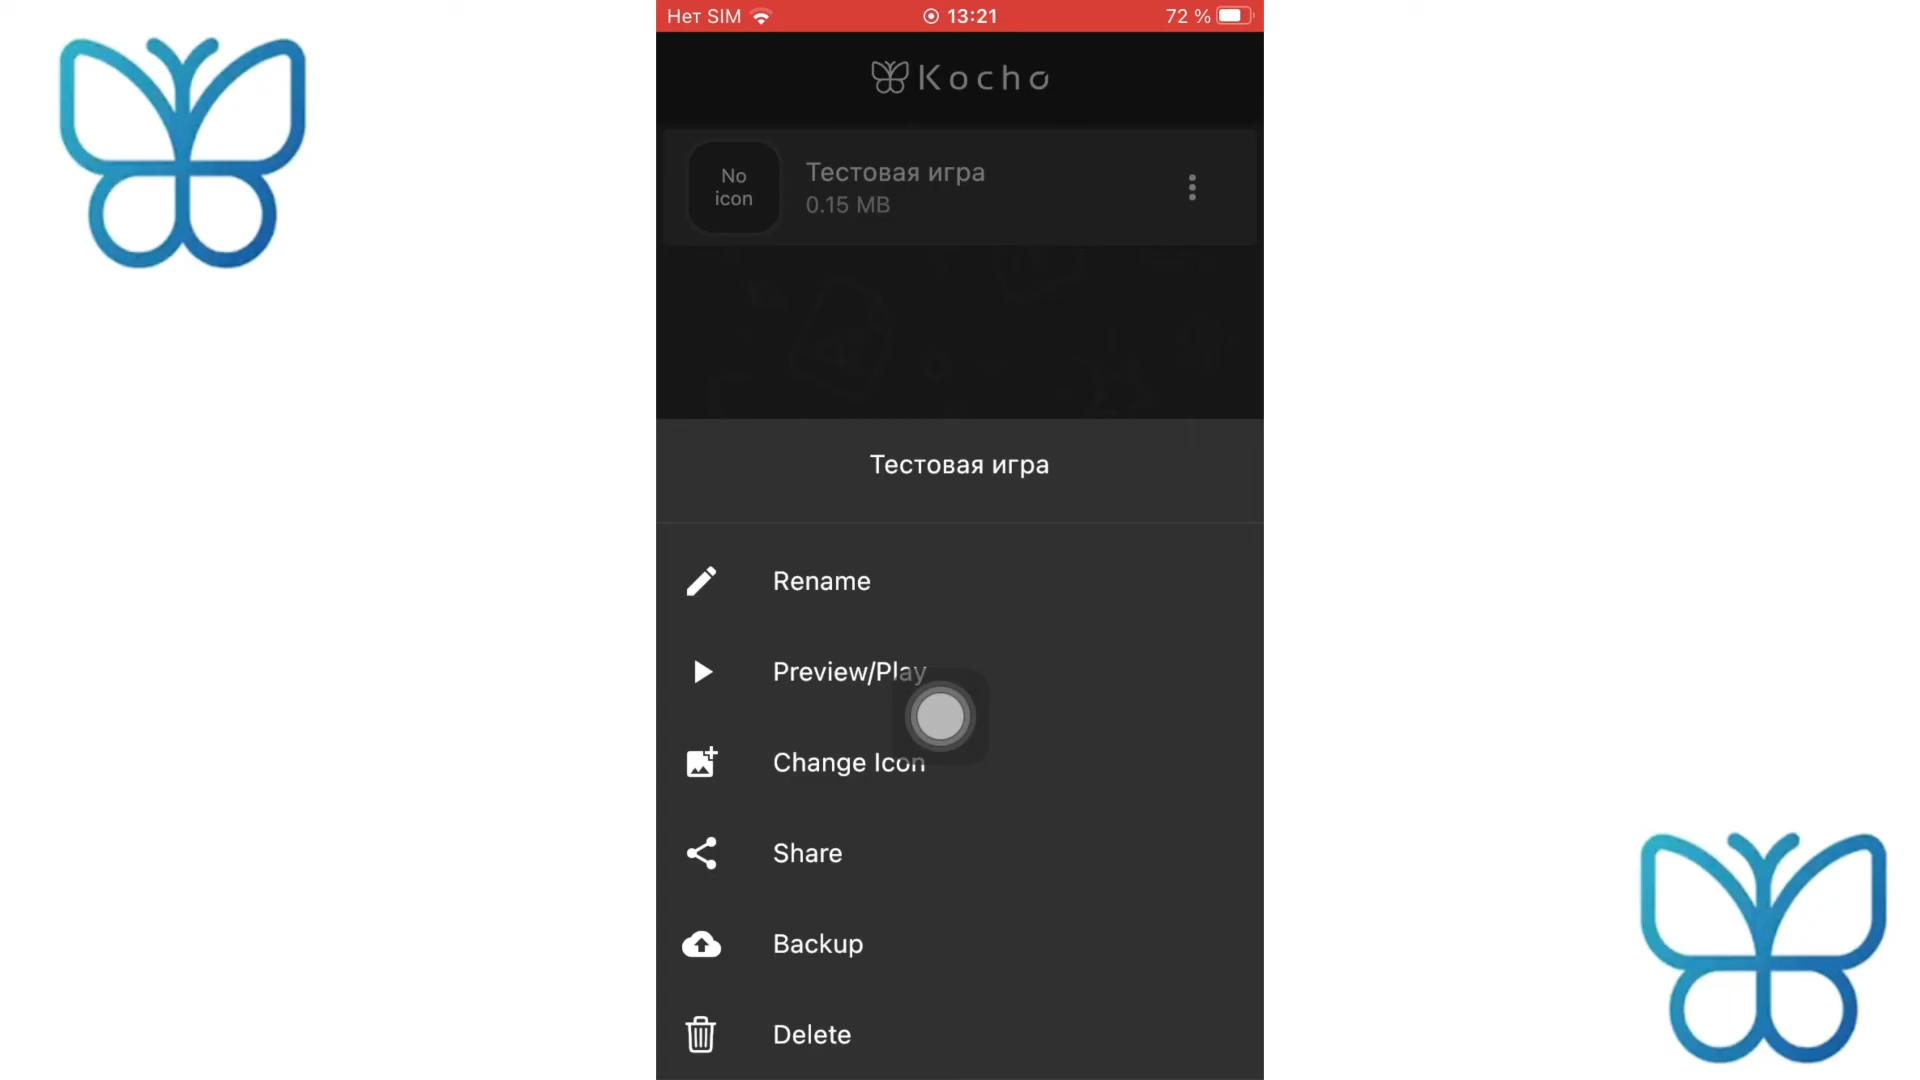 Нет SIM 13:21 72 %
Kocho
No
icon
Тестовая игра
0.15 MB
Тестовая игра
Rename
Preview/Play
Change Icon
Share
Backup
Delete